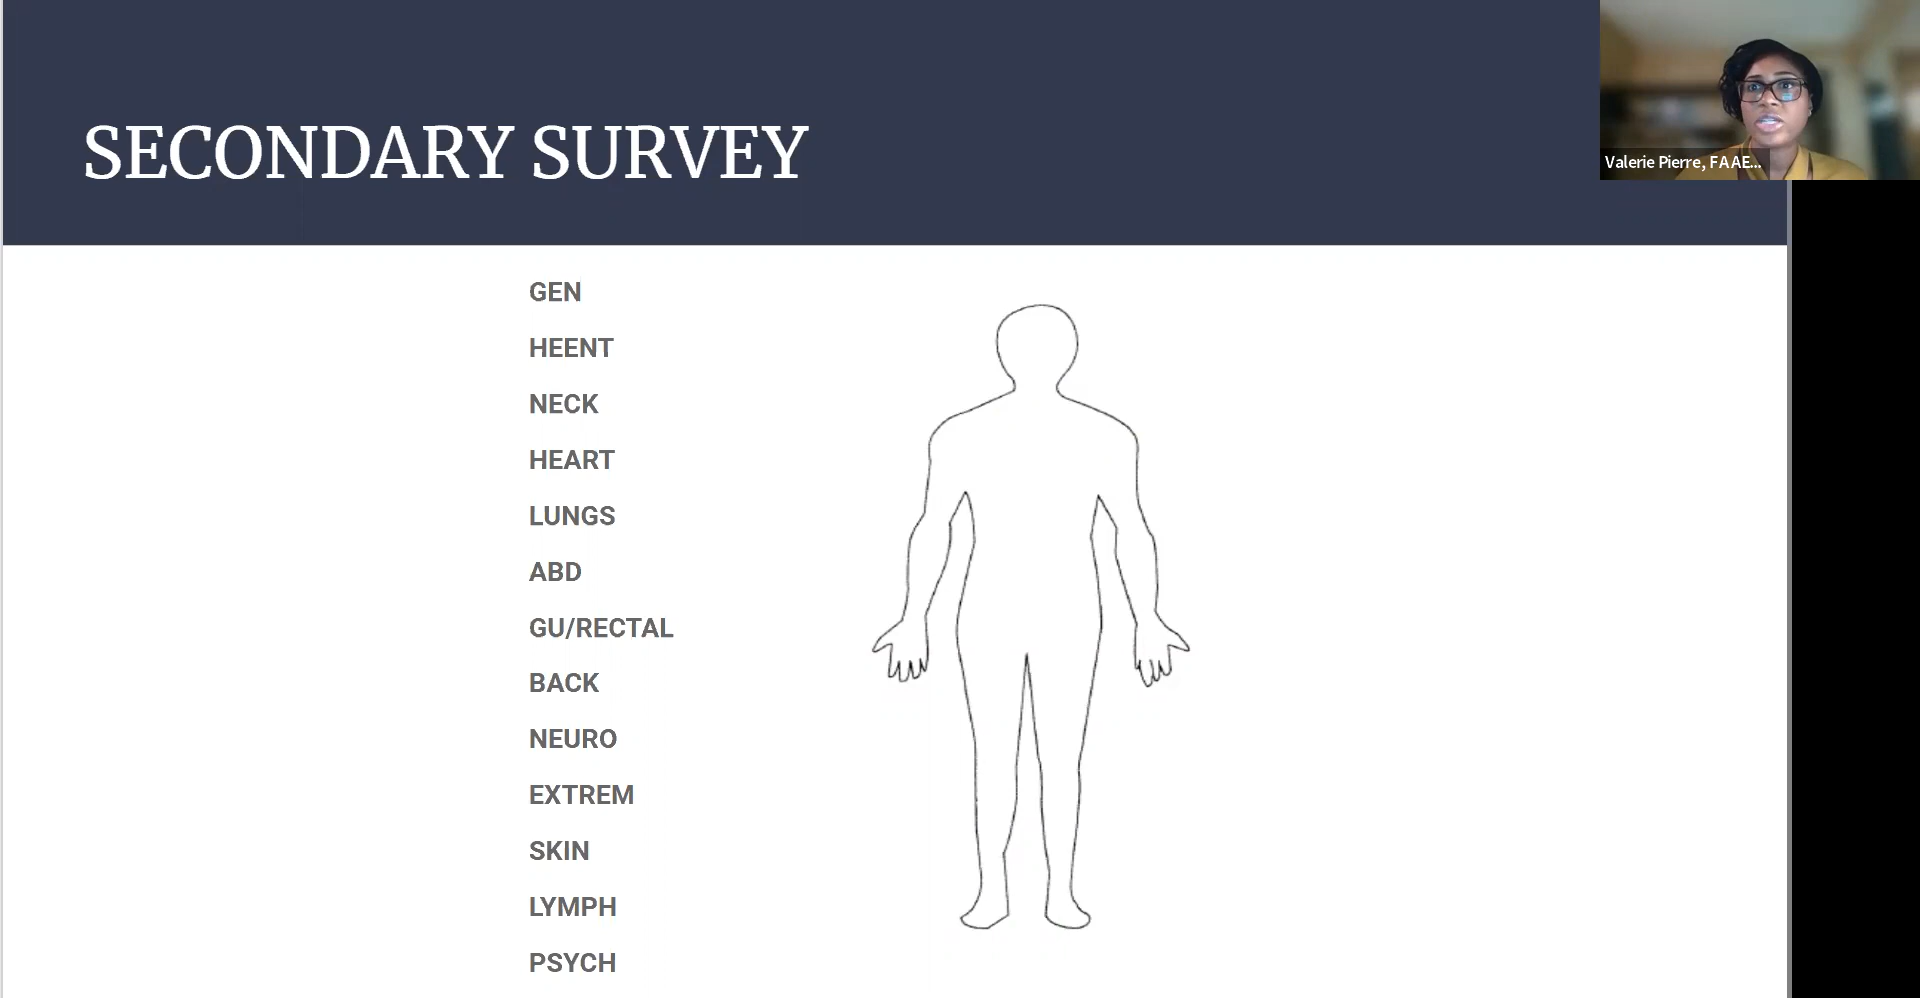 SECONDARY SURVEY
Valerie Pierre, FAAE...
GEN
HEENT
NECK
HEART
LUNGS
ABD
GU/RECTAL
BACK
NEURO
EXTREM
SKIN
LYMPH
PSYCH